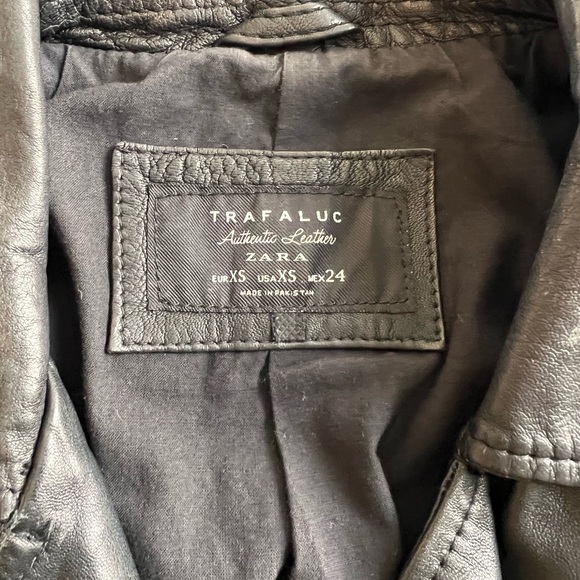 TRAFALUC
Authentic Leather
ZARA
EUR XS USA XS MEX 24
MADE IN PAKISTAN